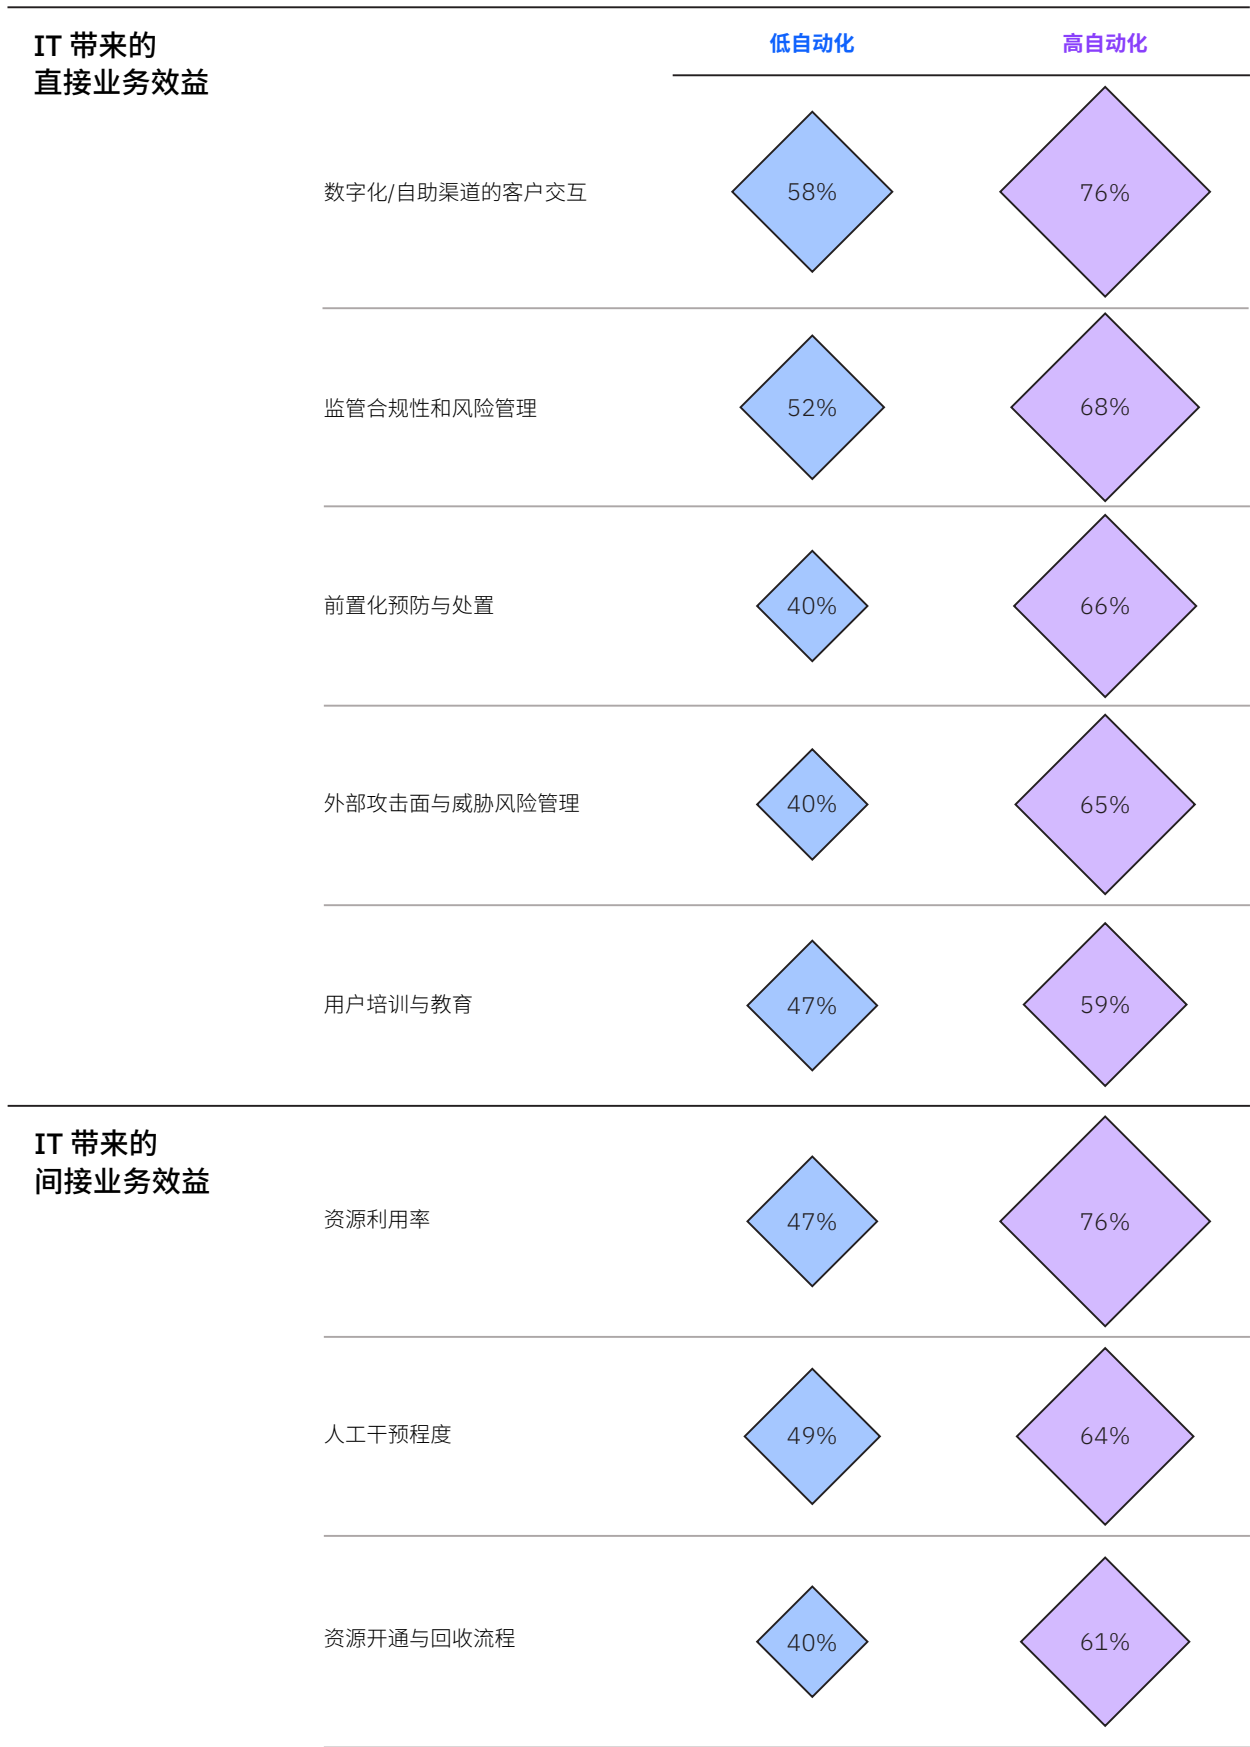 IT 带来的
直接业务效益
低自动化
高自动化
数字化/自助渠道的客户交互
58%
76%
监管合规性和风险管理
52%
68%
前置化预防与处置
40%
66%
外部攻击面与威胁风险管理
40%
65%
用户培训与教育
47%
59%
IT 带来的
间接业务效益
资源利用率
47%
76%
人工干预程度
49%
64%
资源开通与回收流程
40%
61%